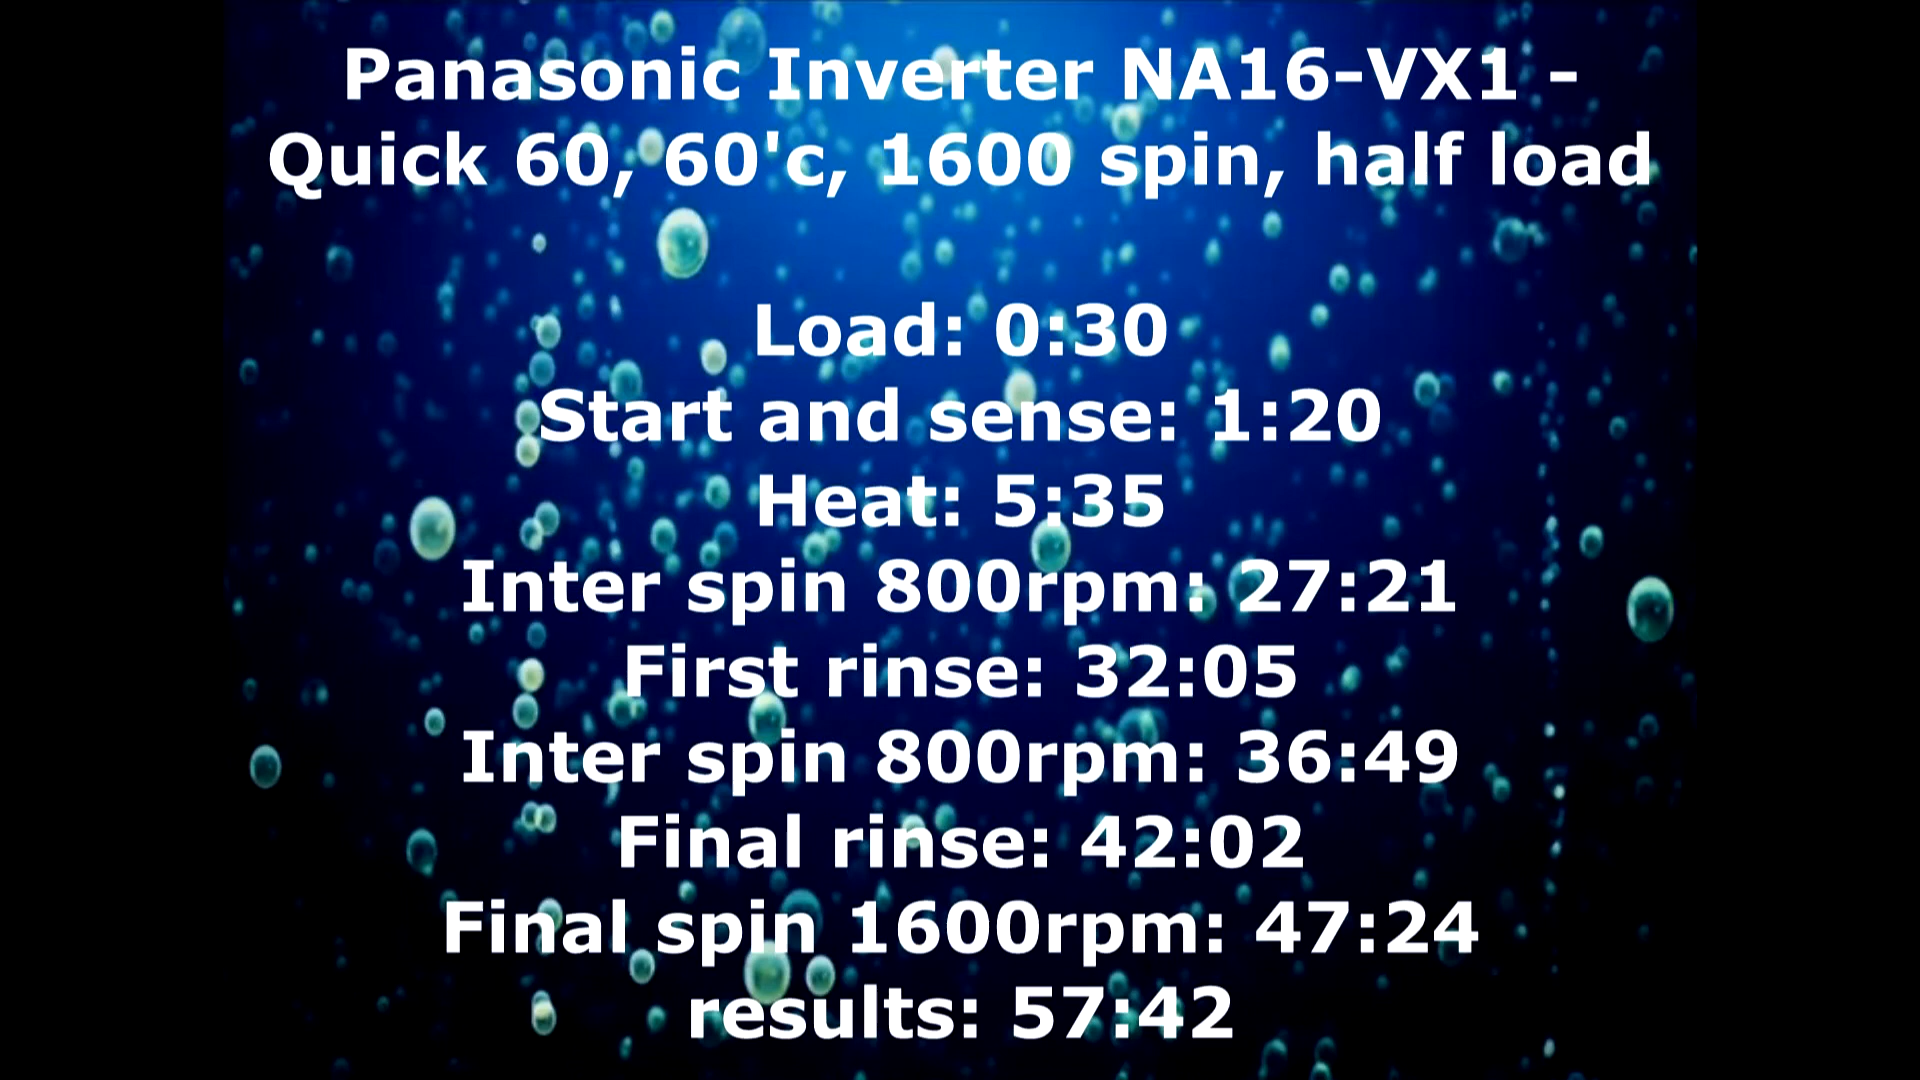 Panasonic Inverter NA16-VX1 -
Quick 60, 60'c, 1600 spin, half load
Load: 0:30
Start and sense: 1:20
Heat: 5:35
Inter spin 800rpm: 27:21
First rinse: 32:05
Inter spin 800rpm: 36:49
Final rinse: 42:02
Final spin 1600rpm: 47:24
results: 57:42